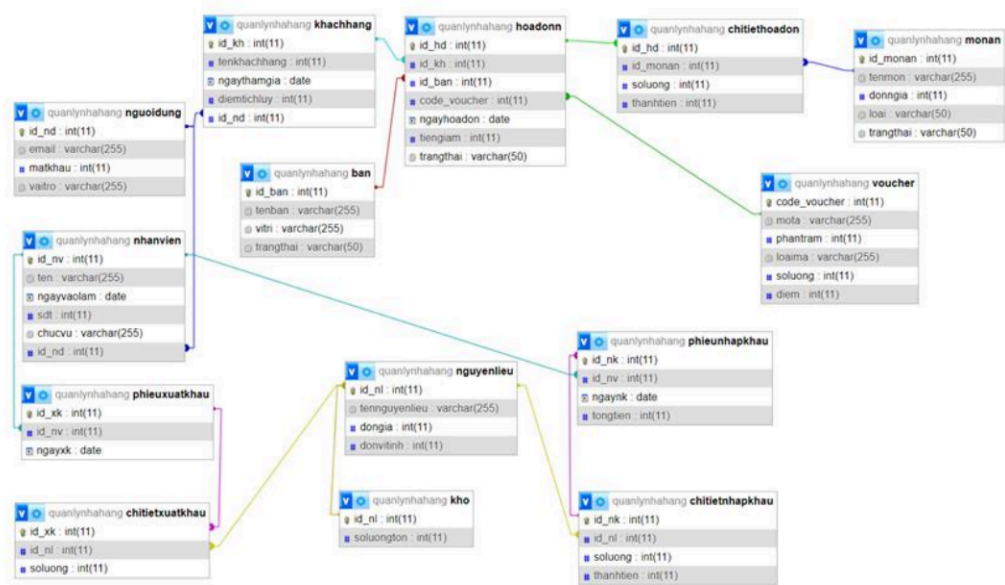 quanlynhahang khachhang
id_kh : int(11)
tenkhachhang : int(11)
ngaythamgia : date
diemtichluy : int(11)
id_nd : int(11)
quanlynhahang hoadonn
id_hd : int(11)
id_kh : int(11)
id_ban : int(11)
code_voucher : int(11)
ngayhoadon : date
tiengiam : int(11)
trangthai : varchar(50)
quanlynhahang chitiethoadon
id_hd : int(11)
id_monan : int(11)
soluong : int(11)
thanhtien : int(11)
quanlynhahang monan
id_monan : int(11)
tenmon : varchar(255)
donngia : int(11)
loai : varchar(50)
trangthai : varchar(50)
quanlynhahang nguoidung
id_nd : int(11)
email : varchar(255)
matkhau : int(11)
vaitro : varchar(255)
quanlynhahang ban
id_ban : int(11)
tenban : varchar(255)
vitri : varchar(255)
trangthai : varchar(50)
quanlynhahang voucher
code_voucher : int(11)
mota : varchar(255)
phantram : int(11)
loaima : varchar(255)
soluong : int(11)
diem : int(11)
quanlynhahang nhanvien
id_nv : int(11)
ten : varchar(255)
ngayvaolam : date
sdt : int(11)
chucvu : varchar(255)
id_nd : int(11)
quanlynhahang phieunhapkhau
id_nk : int(11)
id_nv : int(11)
ngaynk : date
tongtien : int(11)
quanlynhahang nguyenlieu
id_nl : int(11)
tennguyenlieu : varchar(255)
dongia : int(11)
donvitinh : int(11)
quanlynhahang phieuxuatkhau
id_xk : int(11)
id_nv : int(11)
ngayxk : date
quanlynhahang kho
id_nl : int(11)
soluongton : int(11)
quanlynhahang chitietnhapkhau
id_nk : int(11)
id_nl : int(11)
soluong : int(11)
thanhtien : int(11)
quanlynhahang chitietxuatkhau
id_xk : int(11)
id_nl : int(11)
soluong : int(11)